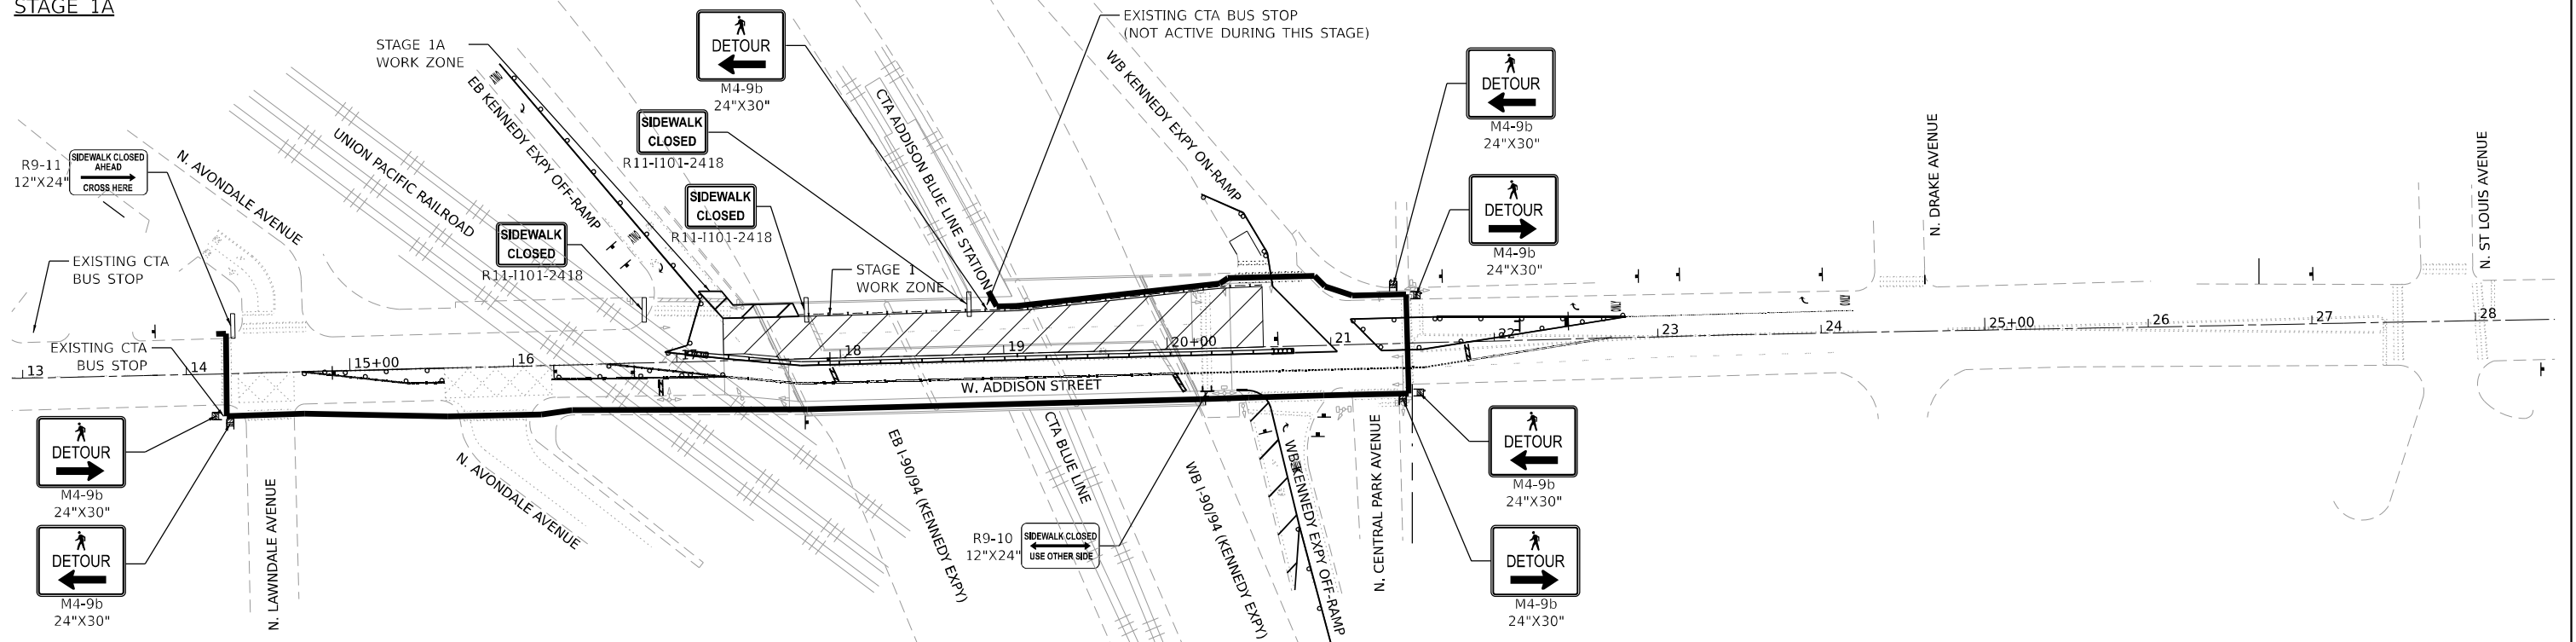 STAGE 1A
STAGE 1A
WORK ZONE
DETOUR
M4-9b
24"X30"
EXISTING CTA BUS STOP
(NOT ACTIVE DURING THIS STAGE)
DETOUR
M4-9b
24"X30"
SIDEWALK
CLOSED
R11-I101-2418
R9-11
12"X24"
SIDEWALK CLOSED
AHEAD
CROSS HERE
N. AVONDALE AVENUE
UNION PACIFIC RAILROAD
EB KENNEDY EXPY OFF-RAMP
CTA ADDISON BLUE LINE STATION
WB KENNEDY EXPY ON-RAMP
SIDEWALK
CLOSED
R11-I101-2418
SIDEWALK
CLOSED
R11-I101-2418
DETOUR
M4-9b
24"X30"
N. DRAKE AVENUE
N. ST LOUIS AVENUE
EXISTING CTA
BUS STOP
STAGE 1
WORK ZONE
EXISTING CTA
BUS STOP
13
14
15+00
16
17
18
19
20+00
21
22
23
24
25+00
26
27
28
W. ADDISON STREET
DETOUR
M4-9b
24"X30"
DETOUR
M4-9b
24"X30"
N. LAWNDALE AVENUE
N. AVONDALE AVENUE
EB I-90/94 (KENNEDY EXPY)
CTA BLUE LINE
R9-10
12"X24"
SIDEWALK CLOSED
USE OTHER SIDE
WB I-90/94 (KENNEDY EXPY)
WB KENNEDY EXPY OFF-RAMP
N. CENTRAL PARK AVENUE
DETOUR
M4-9b
24"X30"
DETOUR
M4-9b
24"X30"